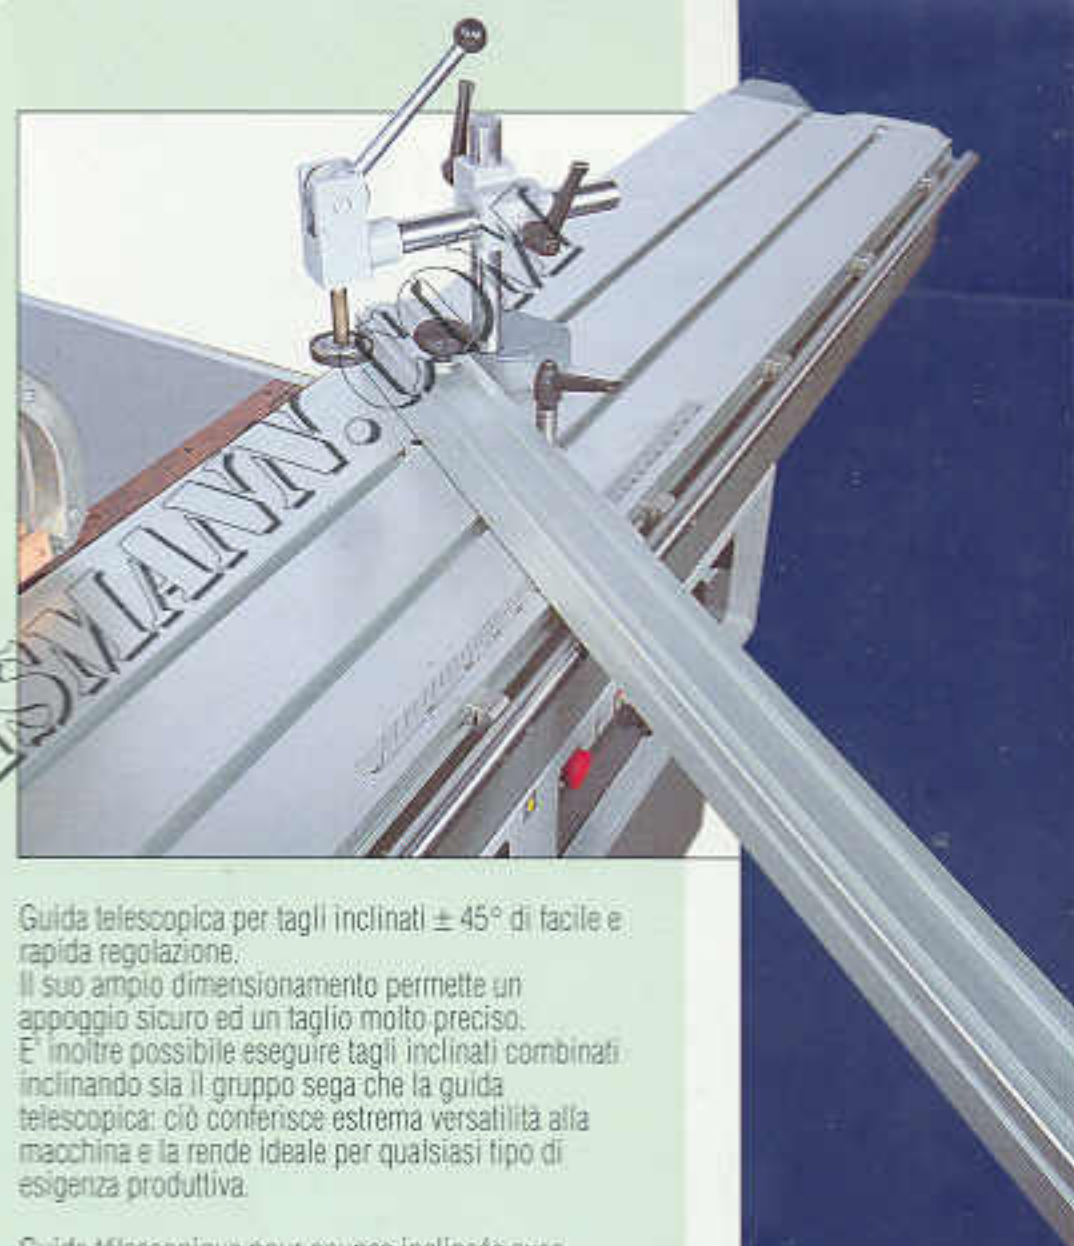 SMANN.COM
Guida telescopica per tagli inclinati ± 45° di facile e
rapida regolazione.
Il suo ampio dimensionamento permette un
appoggio sicuro ed un taglio molto preciso.
E' inoltre possibile eseguire tagli inclinati combinati
inclinando sia il gruppo sega che la guida
telescopica: ciò conferisce estrema versatilità alla
macchina e la rende ideale per qualsiasi tipo di
esigenza produttiva.